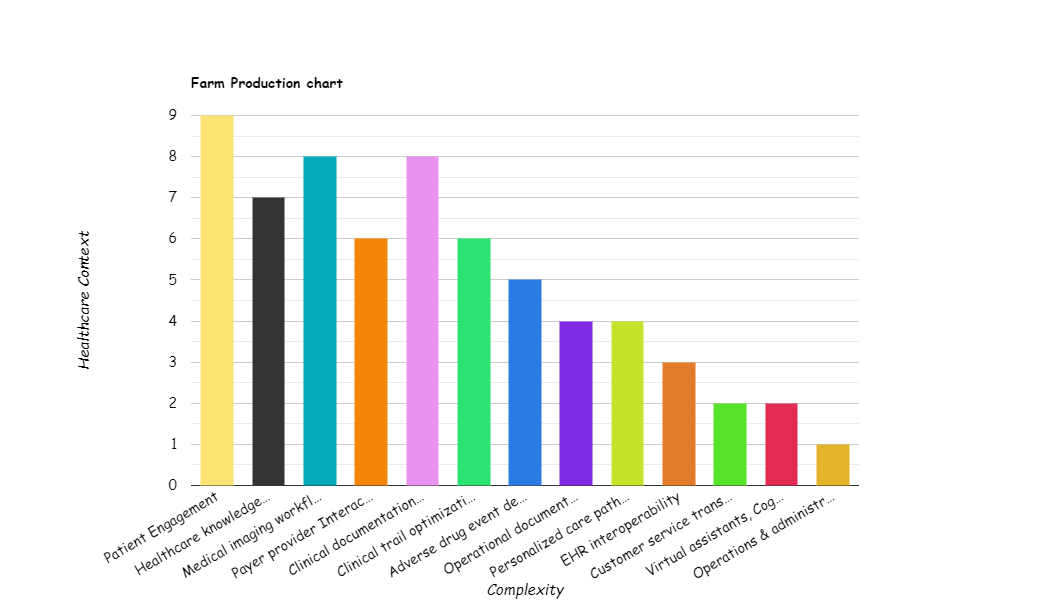 Farm Production chart
9
8
7
6
5
4
3
2
1
0
Healthcare Context
Patient Engagement
Healthcare knowledge...
Medical imaging workfl...
Payer provider Interac...
Clinical documentation...
Clinical trail optimizati...
Adverse drug event de...
Operational document...
Personalized care path...
EHR interoperability
Customer service trans...
Virtual assistants, Cog...
Operations & administr...
Complexity